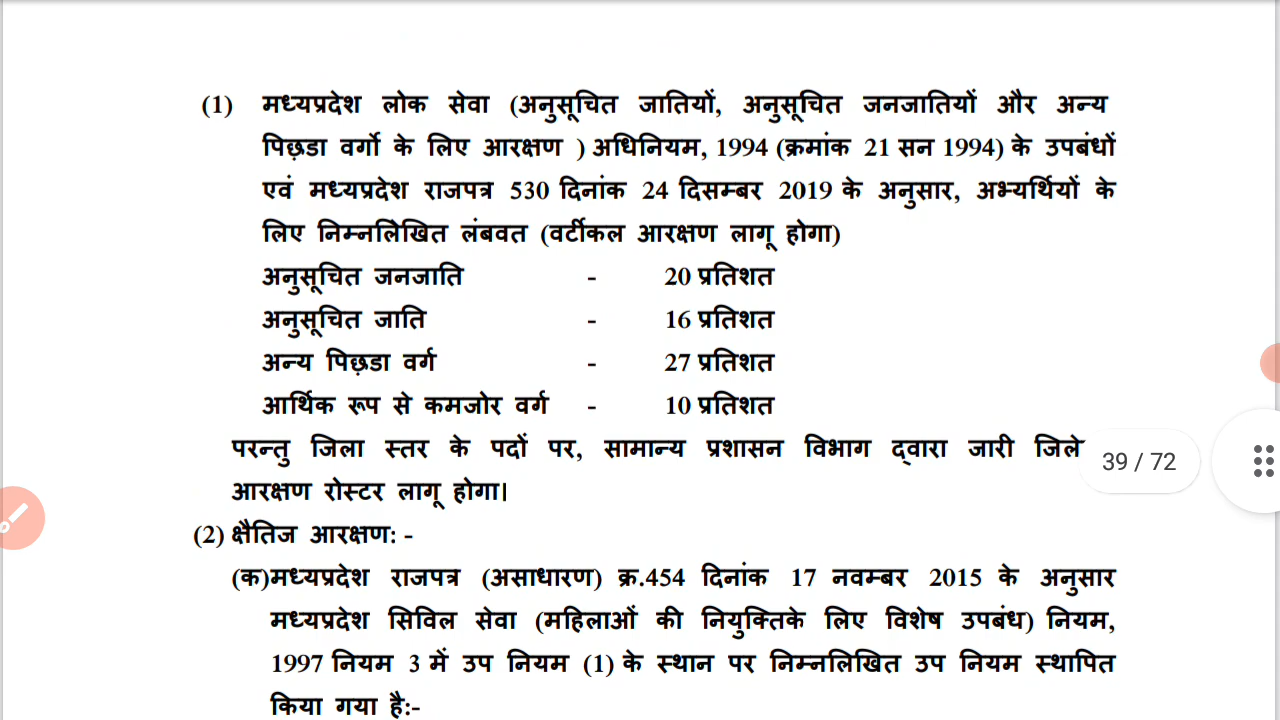 (1) मध्यप्रदेश लोक सेवा (अनुसूचित जातियों, अनुसूचित जनजातियों और अन्य
पिछ़डा वर्गो के लिए आरक्षण ) अधिनियम, 1994 (क्रमांक 21 सन 1994) के उपबंधों
एवं मध्यप्रदेश राजपत्र 530 दिनांक 24 दिसम्बर 2019 के अनुसार, अभ्यर्थियों के
लिए निम्नलिखित लंबवत (वर्टीकल आरक्षण लागू होगा)
अनुसूचित जनजाति - 20 प्रतिशत
अनुसूचित जाति - 16 प्रतिशत
अन्य पिछ़डा वर्ग - 27 प्रतिशत
आर्थिक रूप से कमजोर वर्ग - 10 प्रतिशत
परन्तु जिला स्तर के पदों पर, सामान्य प्रशासन विभाग द्वारा जारी जिले
39 / 72
आरक्षण रोस्टर लागू होगा।
(2) क्षैतिज आरक्षण: -
(क)मध्यप्रदेश राजपत्र (असाधारण) क्र.454 दिनांक 17 नवम्बर 2015 के अनुसार
मध्यप्रदेश सिविल सेवा (महिलाओं की नियुक्तिके लिए विशेष उपबंध) नियम,
1997 नियम 3 में उप नियम (1) के स्थान पर निम्नलिखित उप नियम स्थापित
किया गया है:-